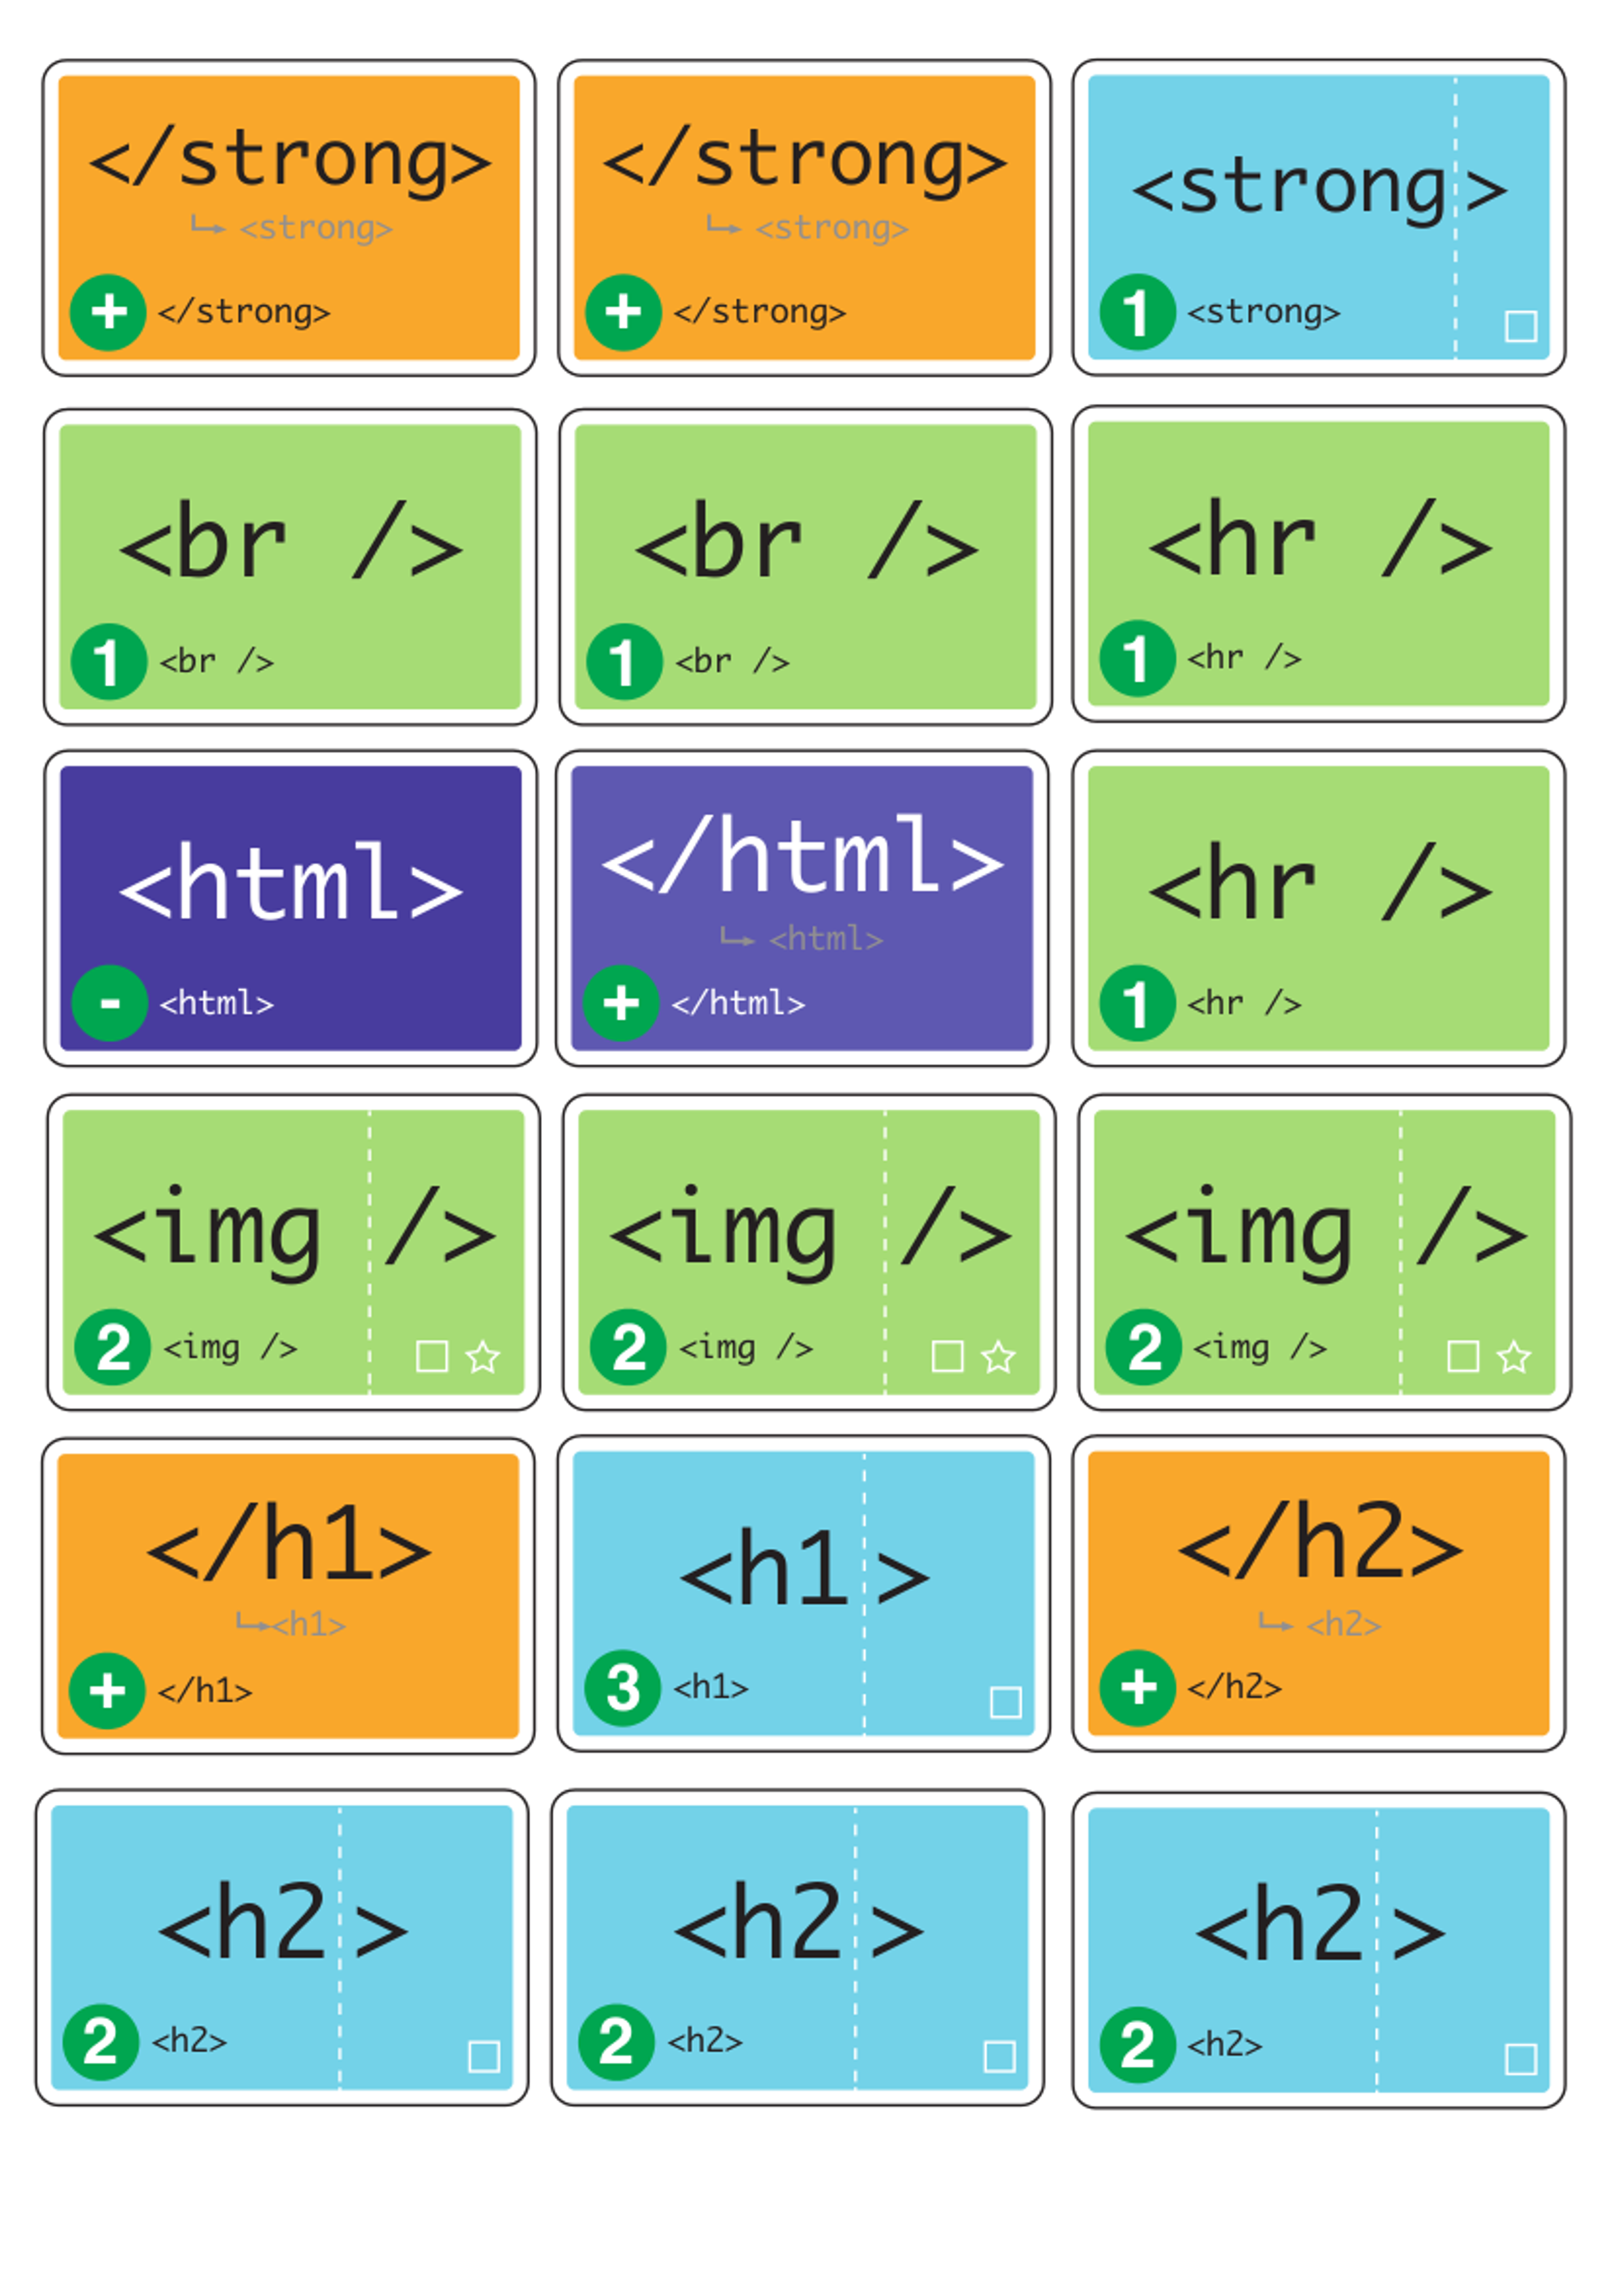 </strong>
<strong>
+ </strong>
</strong>
<strong>
+ </strong>
<strong>
1 <strong>
<br />
1 <br />
<br />
1 <br />
<hr />
1 <hr />
<html>
- <html>
</html>
<html>
+ </html>
<hr />
1 <hr />
<img />
2 <img />
<img />
2 <img />
<img />
2 <img />
</h1>
<h1>
+ </h1>
<h1>
3 <h1>
</h2>
<h2>
+ </h2>
<h2>
2 <h2>
<h2>
2 <h2>
<h2>
2 <h2>